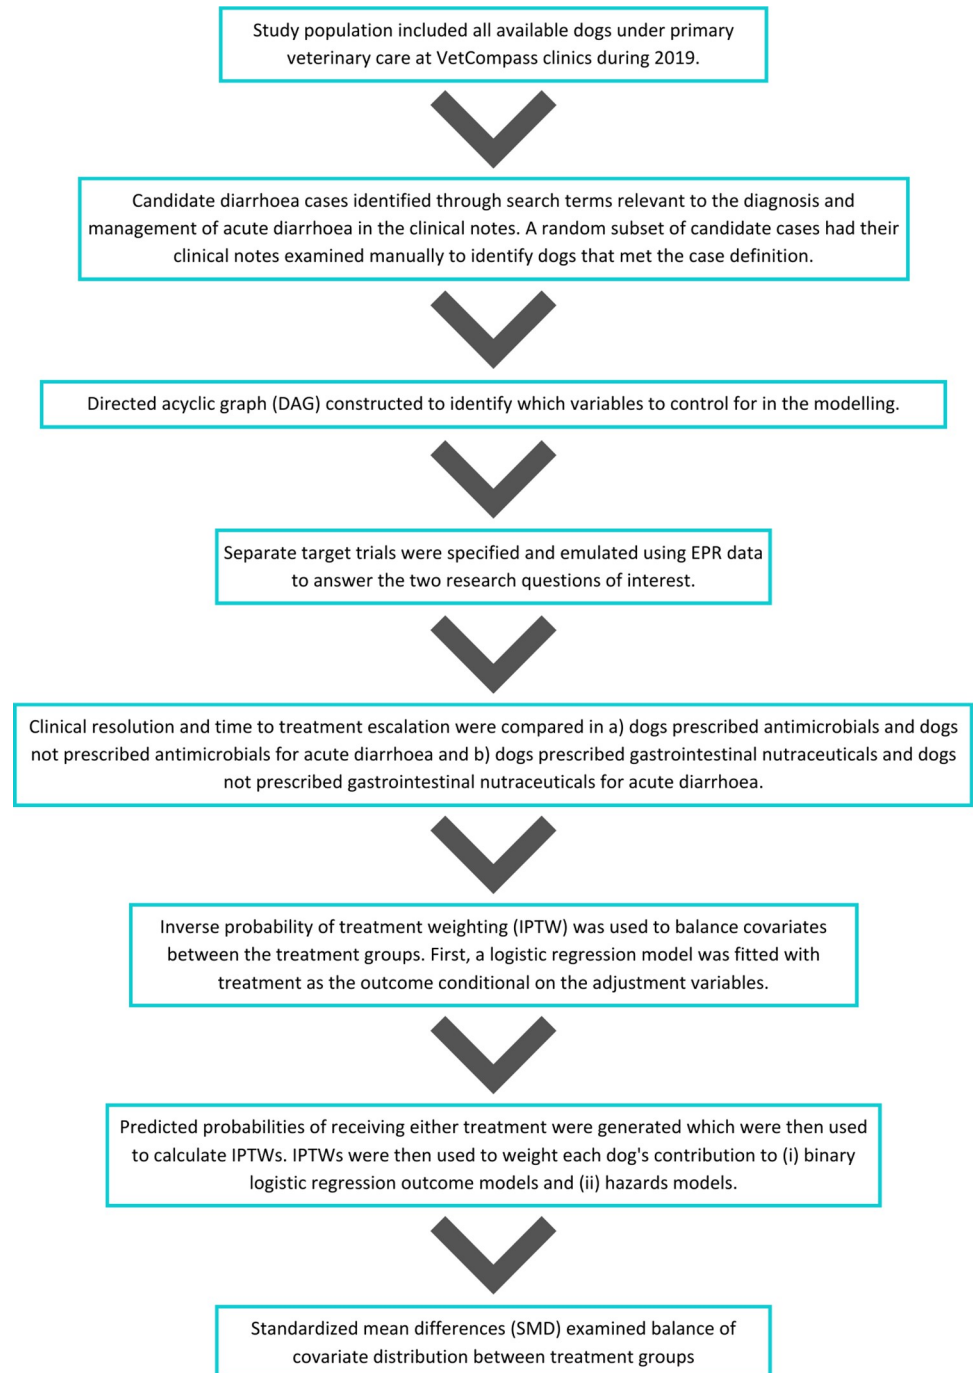 Study population included all available dogs under primary
veterinary care at VetCompass clinics during 2019.
Candidate diarrhoea cases identified through search terms relevant to the diagnosis and
management of acute diarrhoea in the clinical notes. A random subset of candidate cases had their
clinical notes examined manually to identify dogs that met the case definition.
Directed acyclic graph (DAG) constructed to identify which variables to control for in the modelling.
Separate target trials were specified and emulated using EPR data
to answer the two research questions of interest.
Clinical resolution and time to treatment escalation were compared in a) dogs prescribed antimicrobials and dogs
not prescribed antimicrobials for acute diarrhoea and b) dogs prescribed gastrointestinal nutraceuticals and dogs
not prescribed gastrointestinal nutraceuticals for acute diarrhoea.
Inverse probability of treatment weighting (IPTW) was used to balance covariates
between the treatment groups. First, a logistic regression model was fitted with
treatment as the outcome conditional on the adjustment variables.
Predicted probabilities of receiving either treatment were generated which were then used
to calculate IPTWs. IPTWs were then used to weight each dog's contribution to (i) binary
logistic regression outcome models and (ii) hazards models.
Standardized mean differences (SMD) examined balance of
covariate distribution between treatment groups